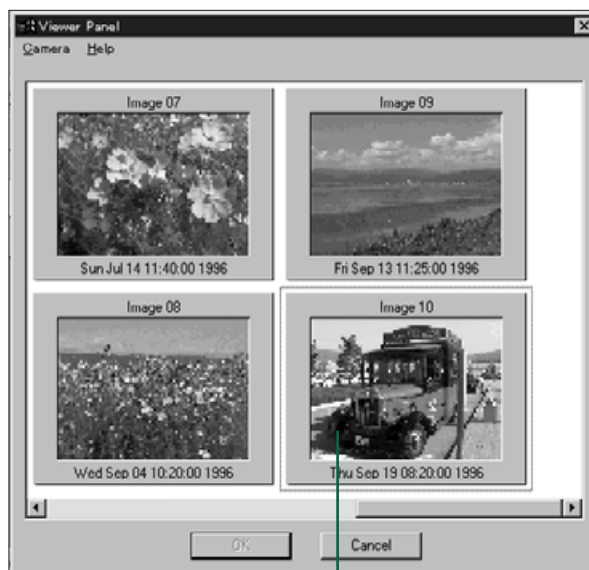 Viewer Panel
Camera Help
Image 07
Sun Jul 14 11:40:00 1996
Image 09
Fri Sep 13 11:25:00 1996
Image 08
Wed Sep 04 10:20:00 1996
Image 10
Thu Sep 19 08:20:00 1996
OK
Cancel